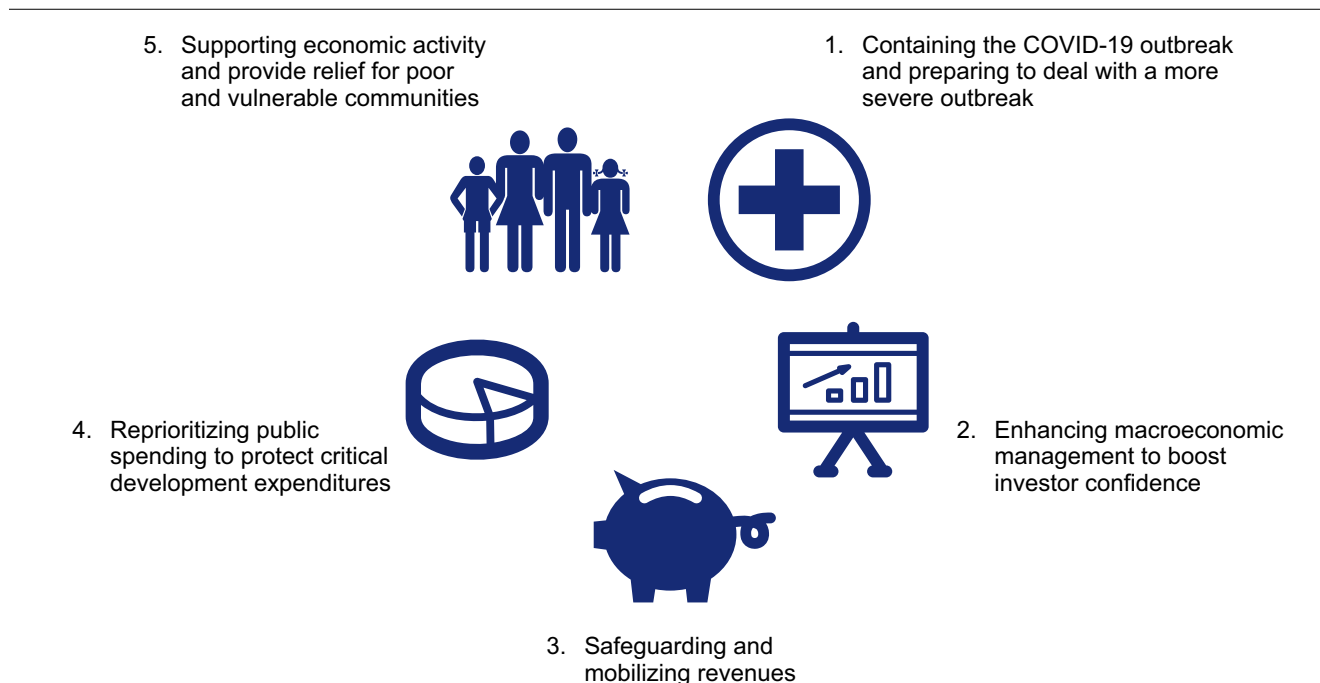 1. Containing the COVID-19 outbreak
and preparing to deal with a more
severe outbreak
2. Enhancing macroeconomic
management to boost
investor confidence
3. Safeguarding and
mobilizing revenues
4. Reprioritizing public
spending to protect critical
development expenditures
5. Supporting economic activity
and provide relief for poor
and vulnerable communities